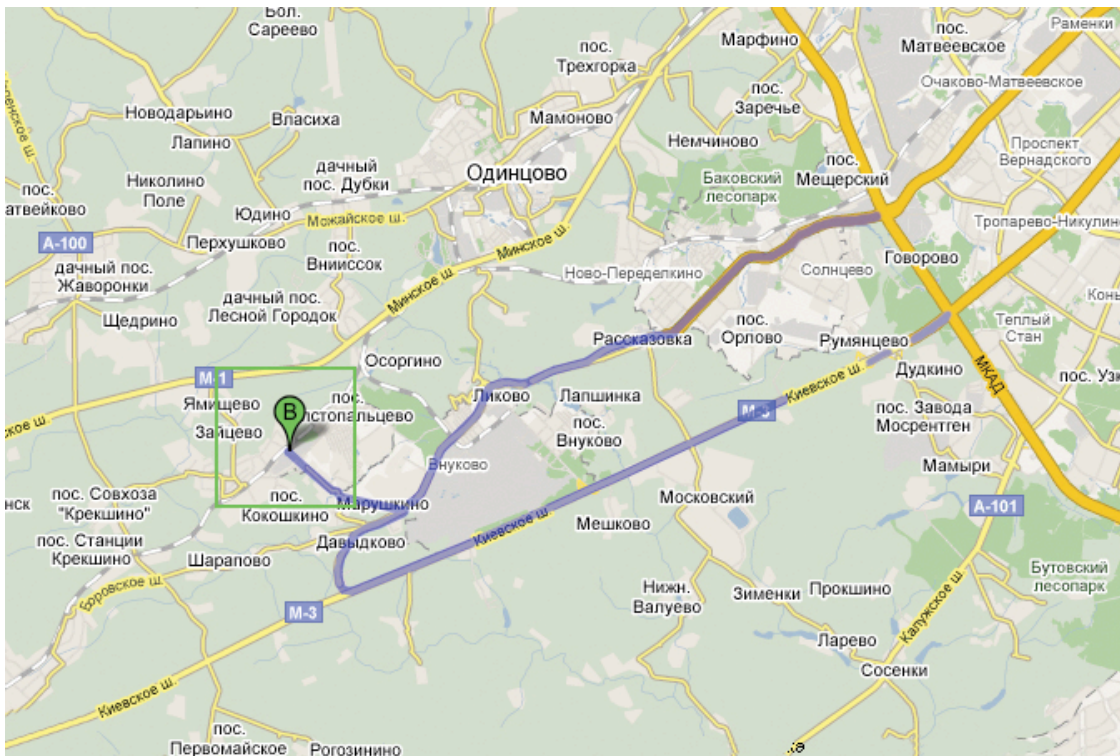 Бол.
Сареево
Марфино
пос.
Матвеевское
Раменки
пос.
Трехгорка
Очаково-Матвеевское
Новодарьино
Власиха
Мамоново
пос.
Заречье
Лапино
Немчиново
Проспект
Вернадского
дачный
пос. Дубки
Одинцово
пос.
Мещерский
Николино
Поле
Баковский
лесопарк
пос.
атвейково
Юдино
Можайское ш.
Тропарево-Никулино
А-100
Перхушково
Минское ш.
пос.
Внииссок
Говорово
дачный пос.
Жаворонки
Минское ш
Ново-Переделкино
Солнцево
дачный пос.
Лесной Городок
Конь
Щедрино
Теплый
Стан
пос.
Орлово
Рассказовка
Румянцево
Осоргино
МКАД
Дудкино
пос. Узк
М-1
Киевское ш.
Ямищево
пос.
лстопальцево
B
Ликово
Лапшинка
М-3
пос. Завода
Мосрентген
ское ш.
Зайцево
пос.
Внуково
Внуково
Мамыри
пос. Совхоза
"Крекшино"
нск
пос.
Кокошкино
Марушкино
Московский
А-101
Мешково
Киевское ш
пос. Станции
Крекшино
Давыдково
Шарапово
Бутовский
лесопарк
Боровское ш.
Нижн.
Валуево
Зименки
Прокшино
М-3
Калужское ш.
Ларево
Сосенки
Киевское ш.
пос.
Первомайское
Рогозинино